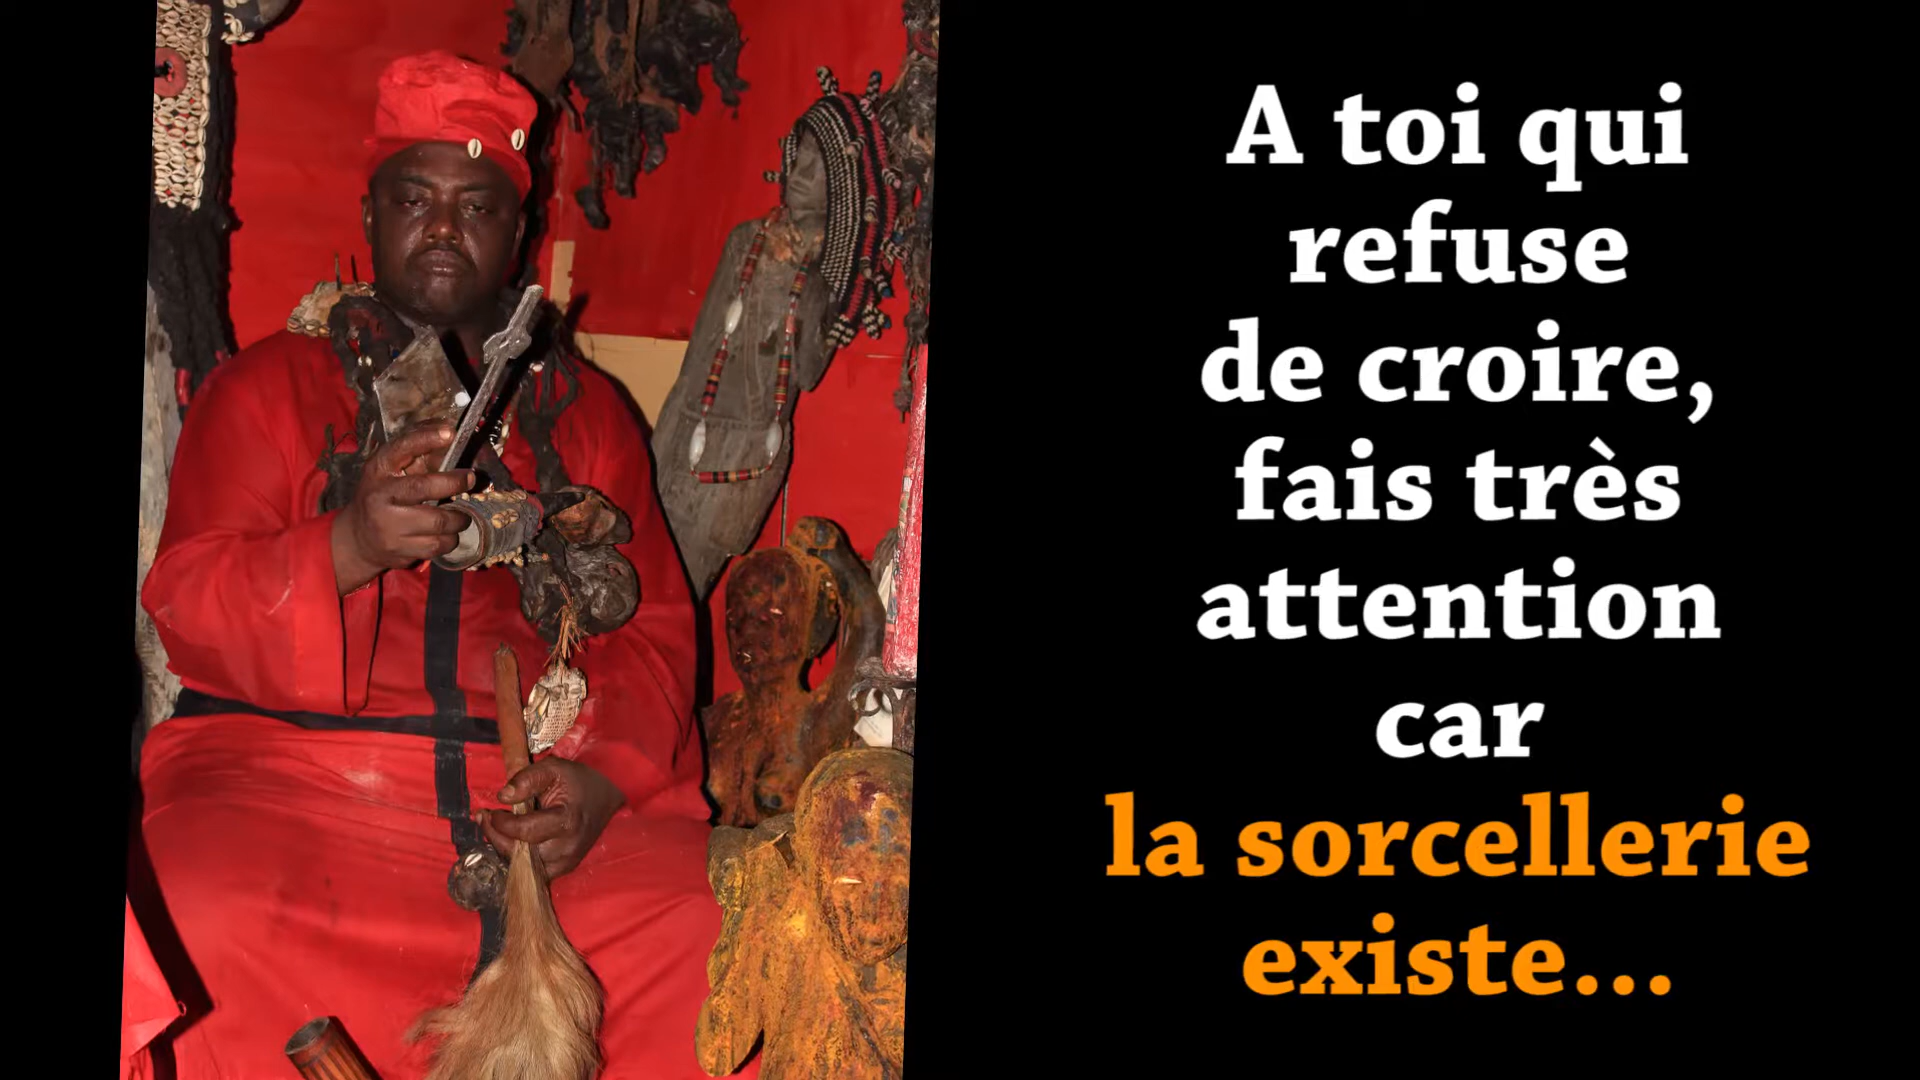 A toi qui
refuse
de croire,
fais très
attention
car
la sorcellerie
existe...